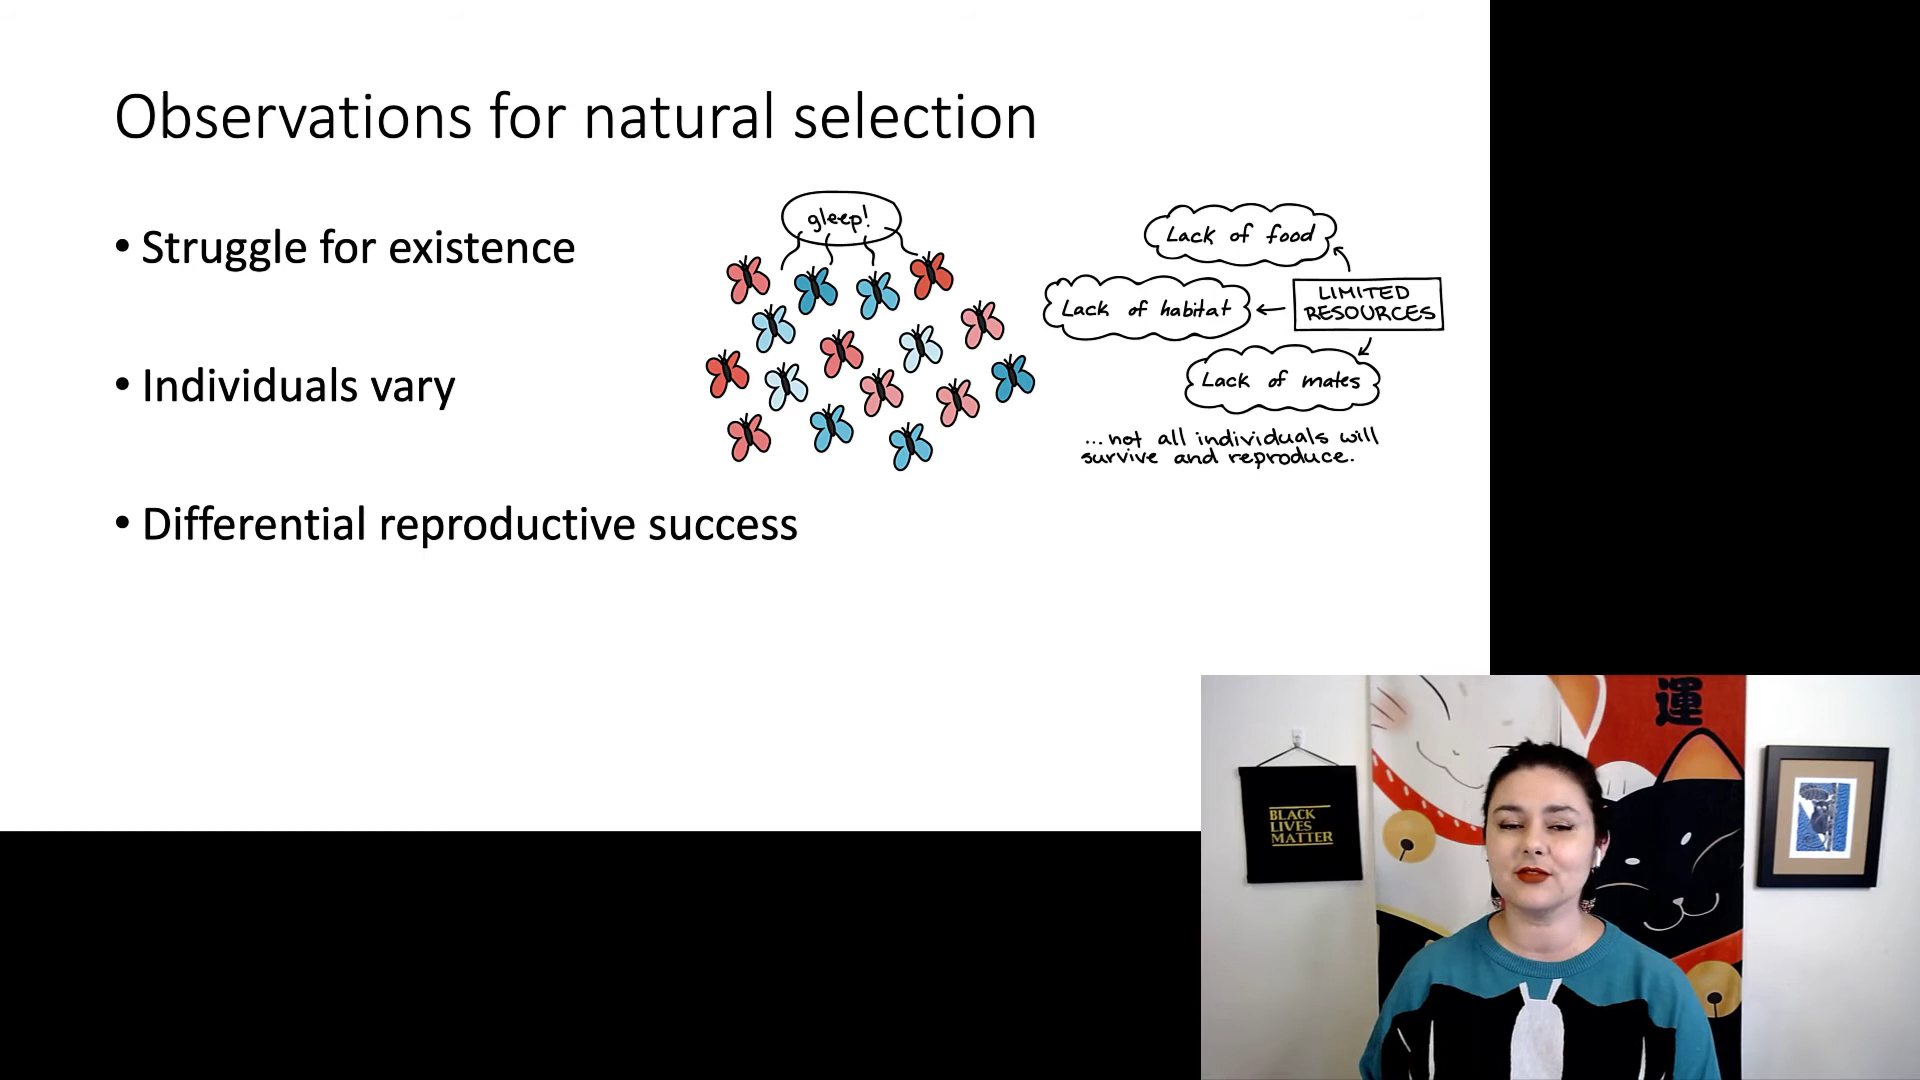 Observations for natural selection
• Struggle for existence
• Individuals vary
• Differential reproductive success
gleep!
Lack of food
Lack of habitat
LIMITED
RESOURCES
Lack of mates
...not all individuals will
survive and reproduce.
運
BLACK
LIVES
MATTER